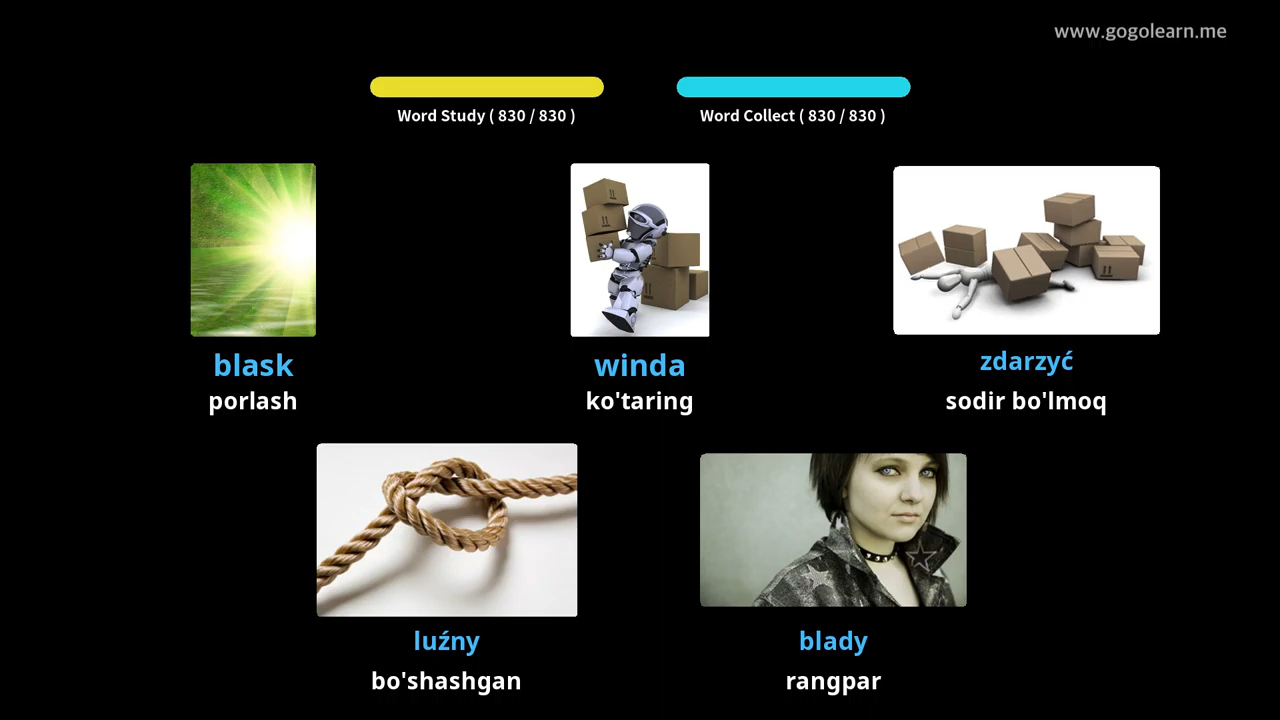 www.gogolearn.me
Word Study ( 830 / 830 )
Word Collect ( 830 / 830 )
blask
porlash
winda
ko'taring
zdarzyć
sodir bo'lmoq
luźny
bo'shashgan
blady
rangpar